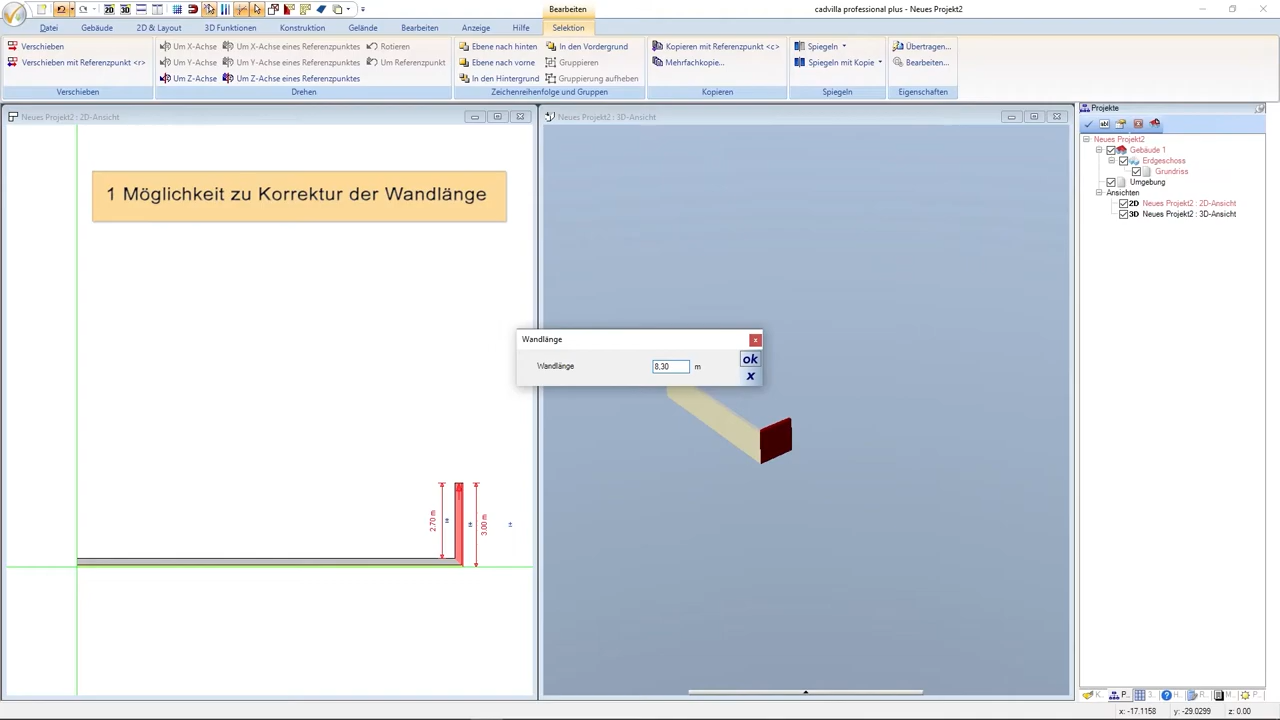 Bearbeiten
cadvilla professional plus - Neues Projekt2
2D 3D
Datei Gebäude 2D & Layout 3D Funktionen Konstruktion Gelände Bearbeiten Anzeige Hilfe Selektion
Verschieben
Verschieben mit Referenzpunkt <r>
Verschieben
Um X-Achse Um X-Achse eines Referenzpunktes Rotieren
Um Y-Achse Um Y-Achse eines Referenzpunktes Um Referenzpunkt
Um Z-Achse Um Z-Achse eines Referenzpunktes
Drehen
Ebene nach hinten In den Vordergrund
Ebene nach vorne Gruppieren
In den Hintergrund Gruppierung aufheben
Zeichenreihenfolge und Gruppen
Kopieren mit Referenzpunkt <c>
Mehrfachkopie...
Kopieren
Spiegeln
Spiegeln mit Kopie
Spiegeln
Übertragen...
Bearbeiten...
Eigenschaften
Neues Projekt2 : 2D-Ansicht
1 Möglichkeit zu Korrektur der Wandlänge
2.70 m
3.00 m
Neues Projekt2 : 3D-Ansicht
Wandlänge
Wandlänge 8,30 m
ok
x
Projekte
Neues Projekt2
Gebäude 1
Erdgeschoss
Grundriss
Umgebung
Ansichten
2D Neues Projekt2 : 2D-Ansicht
3D Neues Projekt2 : 3D-Ansicht
K... P... 3... H... R... M... P...
x: -17.1158 y: -29.0299 z: 0.00